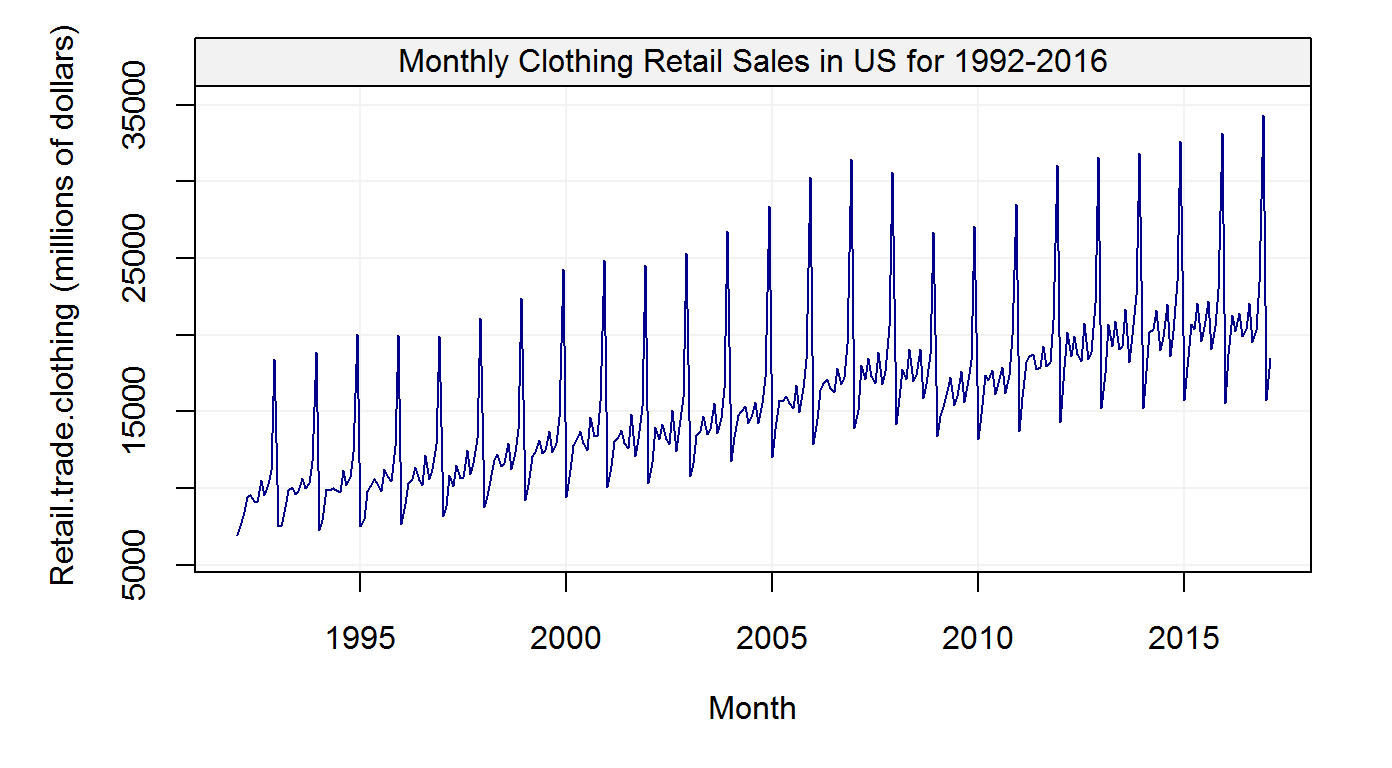 Monthly Clothing Retail Sales in US for 1992-2016
Retail.trade.clothing (millions of dollars)
35000
25000
15000
5000
1995 2000 2005 2010 2015
Month